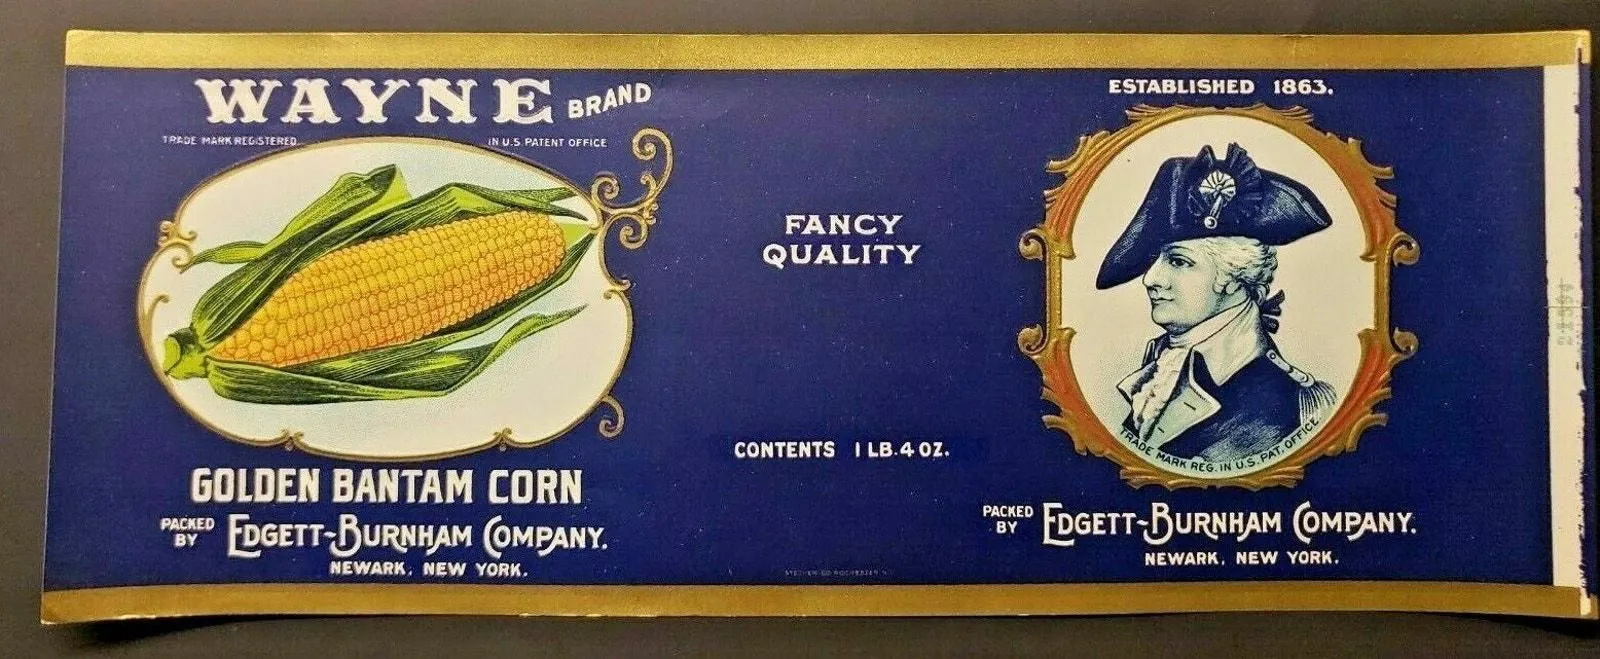 WAYNE BRAND
TRADE MARK REGISTERED IN U.S. PATENT OFFICE
GOLDEN BANTAM CORN
PACKED BY EDGETT-BURNHAM COMPANY.
NEWARK, NEW YORK.
FANCY
QUALITY
CONTENTS 1 LB. 4 OZ.
ESTABLISHED 1863.
TRADE MARK REG. IN U.S. PAT. OFFICE
PACKED BY EDGETT-BURNHAM COMPANY.
NEWARK, NEW YORK.